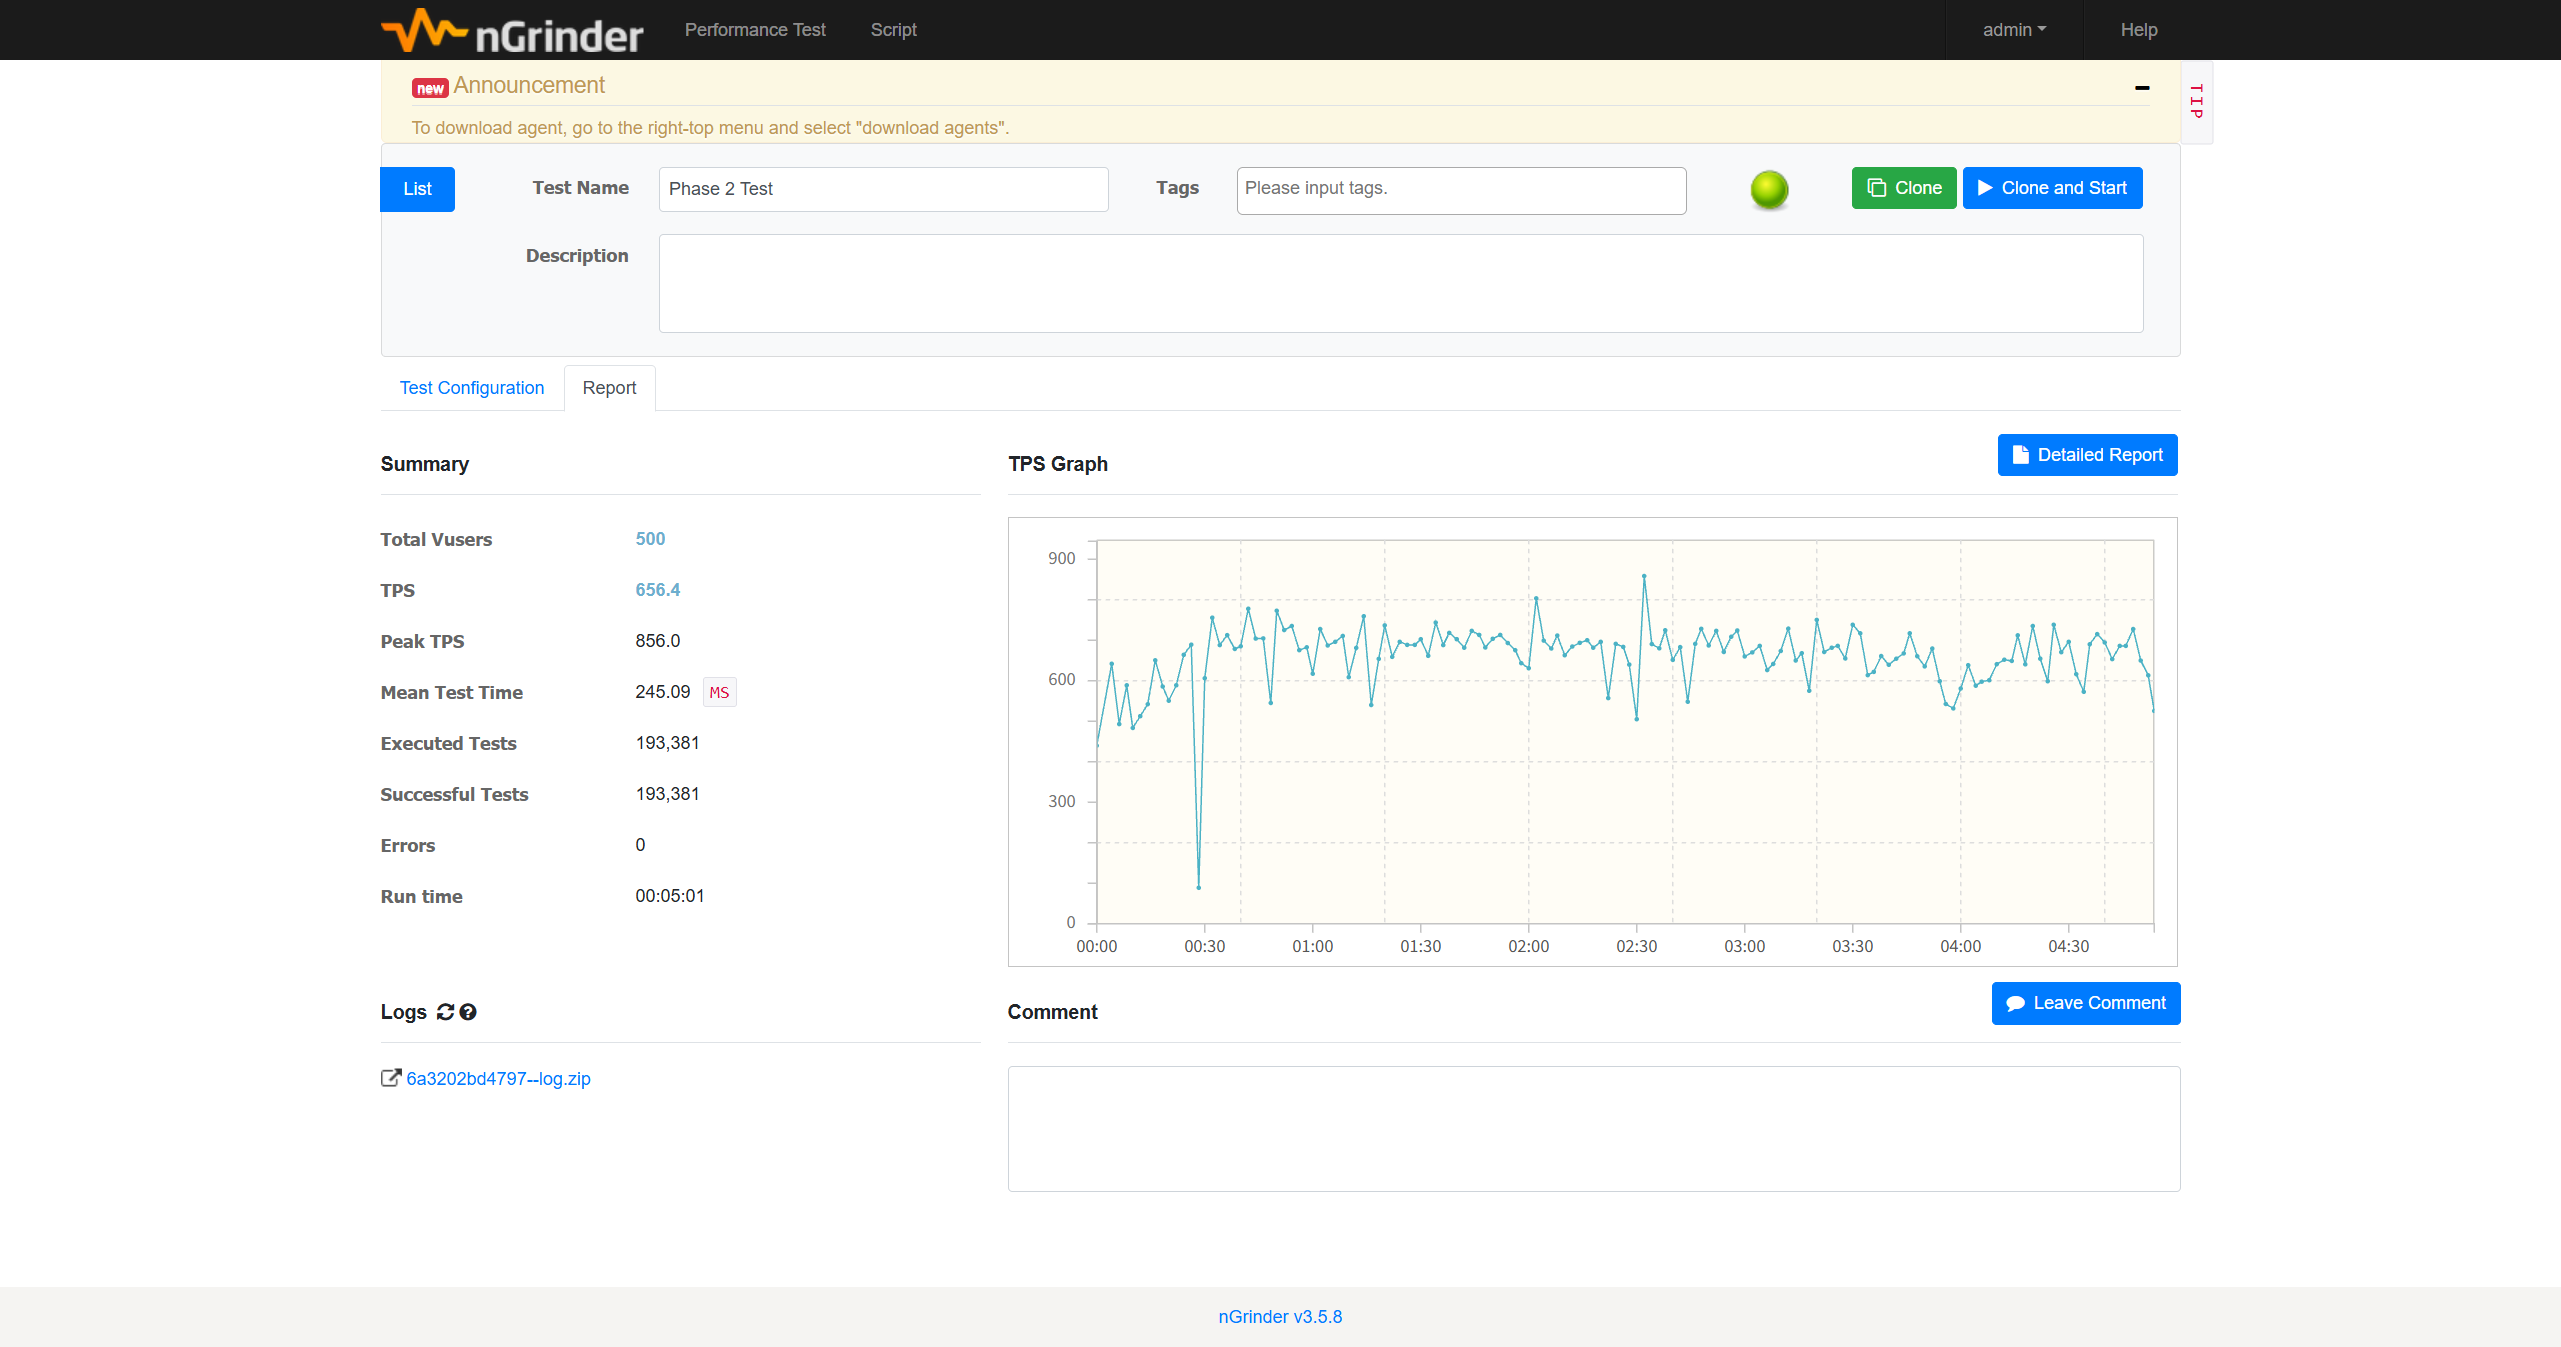 nGrinder Performance Test Script admin Help
new Announcement
TIP
To download agent, go to the right-top menu and select "download agents".
List Test Name Phase 2 Test Tags Please input tags. Clone Clone and Start
Description
Test Configuration Report
Summary
Total Vusers 500
TPS 656.4
Peak TPS 856.0
Mean Test Time 245.09 MS
Executed Tests 193,381
Successful Tests 193,381
Errors 0
Run time 00:05:01
TPS Graph Detailed Report
900
600
300
0
00:00 00:30 01:00 01:30 02:00 02:30 03:00 03:30 04:00 04:30
Logs
6a3202bd4797--log.zip
Comment Leave Comment
nGrinder v3.5.8